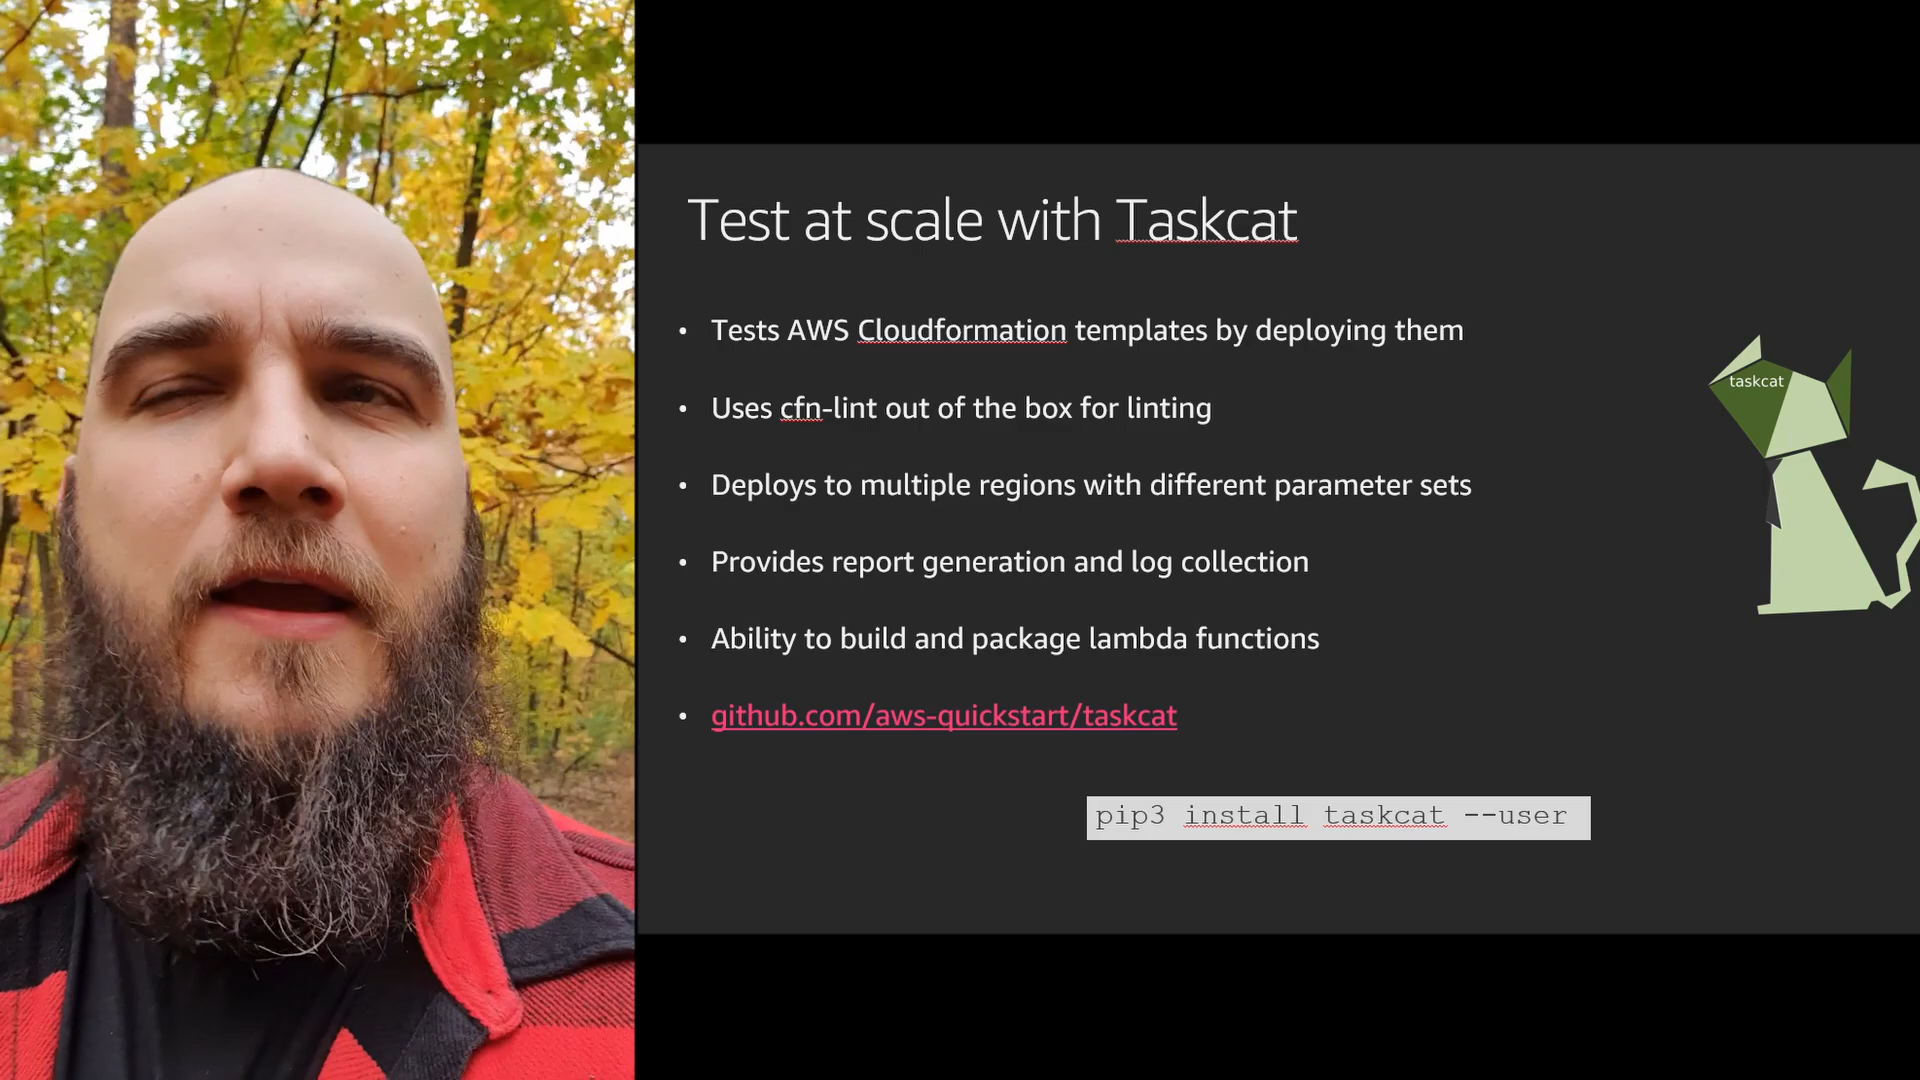 Test at scale with Taskcat
• Tests AWS Cloudformation templates by deploying them
• Uses cfn-lint out of the box for linting
• Deploys to multiple regions with different parameter sets
• Provides report generation and log collection
• Ability to build and package lambda functions
• github.com/aws-quickstart/taskcat
taskcat
pip3 install taskcat --user